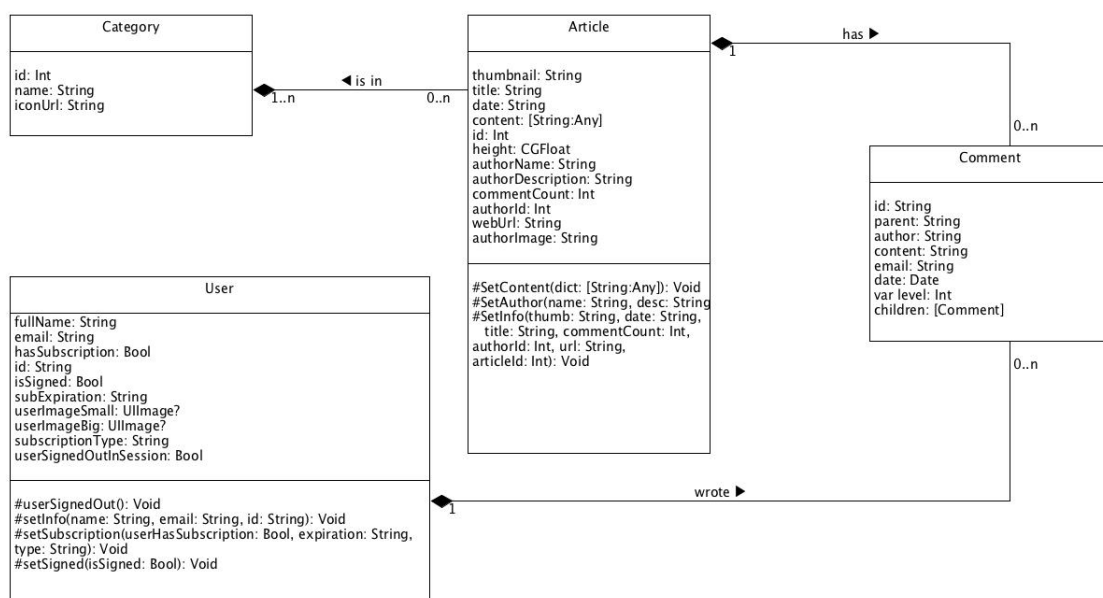 Category
id: Int
name: String
iconUrl: String
◀ is in
1..n
0..n
Article
thumbnail: String
title: String
date: String
content: [String:Any]
id: Int
height: CGFloat
authorName: String
authorDescription: String
commentCount: Int
authorId: Int
webUrl: String
authorImage: String
#SetContent(dict: [String:Any]): Void
#SetAuthor(name: String, desc: String
#SetInfo(thumb: String, date: String,
title: String, commentCount: Int,
authorId: Int, url: String,
articleId: Int): Void
has ▶
1
0..n
Comment
id: String
parent: String
author: String
content: String
email: String
date: Date
var level: Int
children: [Comment]
0..n
User
fullName: String
email: String
hasSubscription: Bool
id: String
isSigned: Bool
subExpiration: String
userImageSmall: UIImage?
userImageBig: UIImage?
subscriptionType: String
userSignedOutInSession: Bool
#userSignedOut(): Void
#setInfo(name: String, email: String, id: String): Void
#setSubscription(userHasSubscription: Bool, expiration: String,
type: String): Void
#setSigned(isSigned: Bool): Void
wrote ▶
1